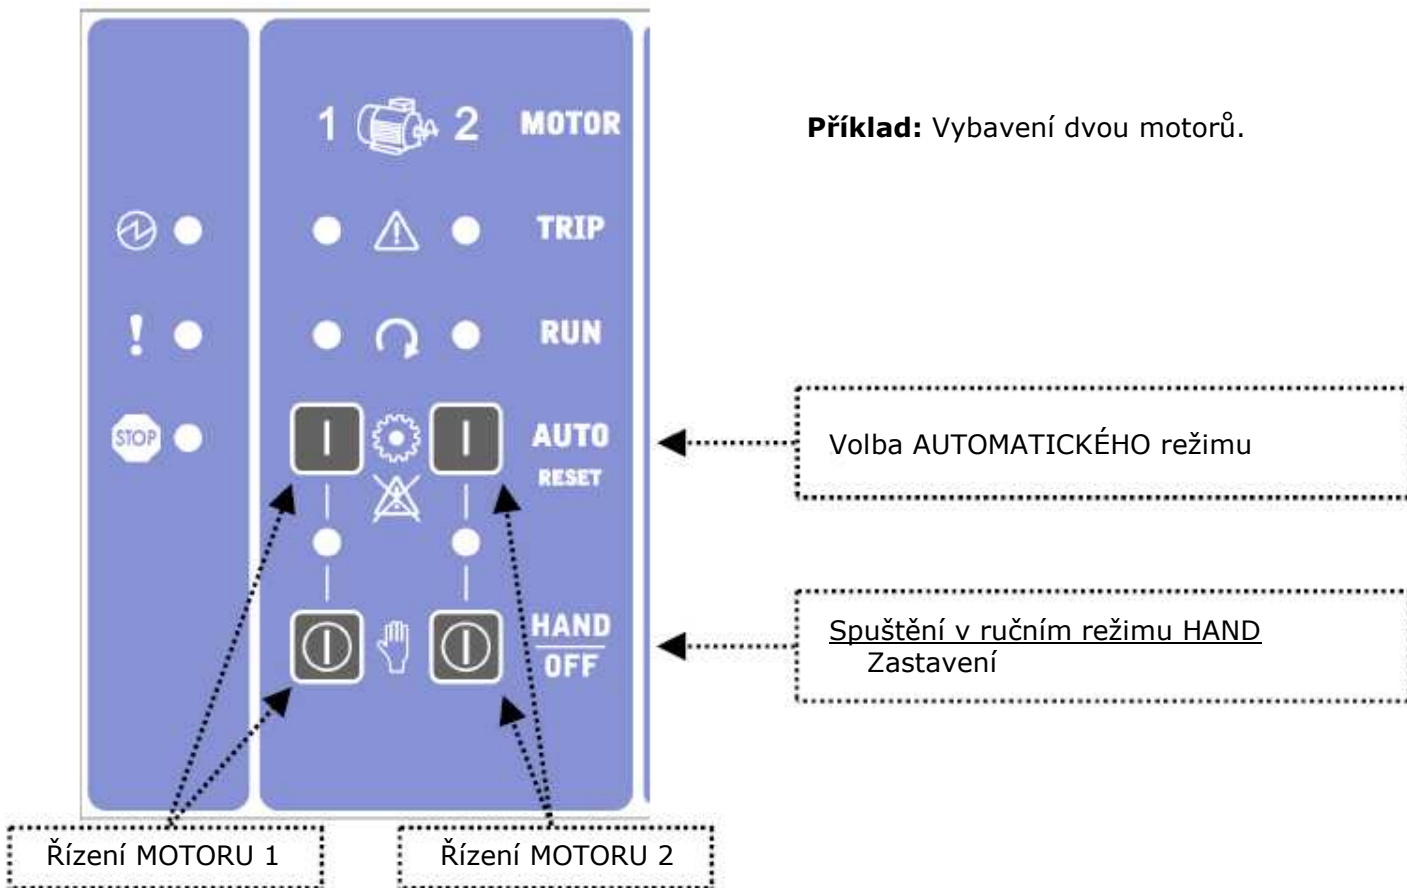 1 2 MOTOR
Příklad: Vybavení dvou motorů.
TRIP
! RUN
STOP AUTO
RESET
Volba AUTOMATICKÉHO režimu
HAND
OFF
Spuštění v ručním režimu HAND
Zastavení
Řízení MOTORU 1
Řízení MOTORU 2